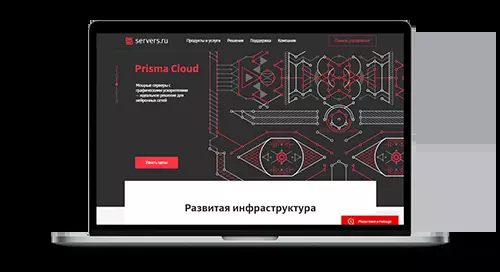 servers.ru
Продукты и услуги Решения Поддержка Компания
Панель управления
Prisma Cloud
Мощные серверы с
графическими ускорителями
— идеальное решение для
нейронных сетей
Узнать цены
Развитая инфраструктура